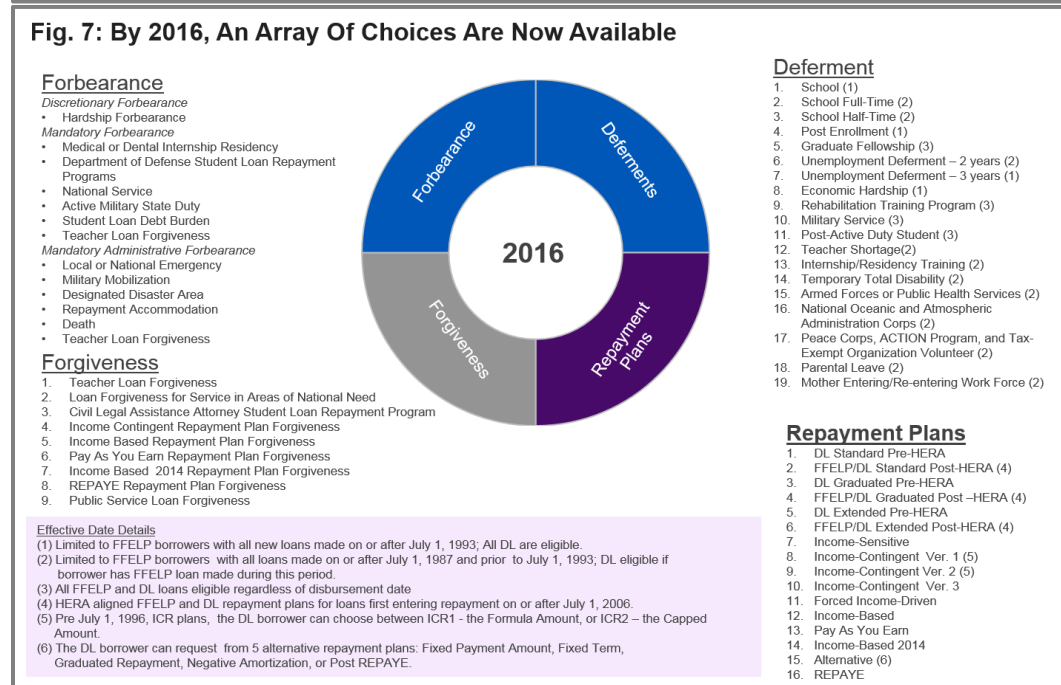 Fig. 7: By 2016, An Array Of Choices Are Now Available
Forbearance
Discretionary Forbearance
• Hardship Forbearance
Mandatory Forbearance
• Medical or Dental Internship Residency
• Department of Defense Student Loan Repayment
Programs
• National Service
• Active Military State Duty
• Student Loan Debt Burden
• Teacher Loan Forgiveness
Mandatory Administrative Forbearance
• Local or National Emergency
• Military Mobilization
• Designated Disaster Area
• Repayment Accommodation
• Death
• Teacher Loan Forgiveness
Forgiveness
1. Teacher Loan Forgiveness
2. Loan Forgiveness for Service in Areas of National Need
3. Civil Legal Assistance Attorney Student Loan Repayment Program
4. Income Contingent Repayment Plan Forgiveness
5. Income Based Repayment Plan Forgiveness
6. Pay As You Earn Repayment Plan Forgiveness
7. Income Based 2014 Repayment Plan Forgiveness
8. REPAYE Repayment Plan Forgiveness
9. Public Service Loan Forgiveness
Forbearance
Deferments
2016
Forgiveness
Repayment
Plans
Deferment
1. School (1)
2. School Full-Time (2)
3. School Half-Time (2)
4. Post Enrollment (1)
5. Graduate Fellowship (3)
6. Unemployment Deferment – 2 years (2)
7. Unemployment Deferment – 3 years (1)
8. Economic Hardship (1)
9. Rehabilitation Training Program (3)
10. Military Service (3)
11. Post-Active Duty Student (3)
12. Teacher Shortage(2)
13. Internship/Residency Training (2)
14. Temporary Total Disability (2)
15. Armed Forces or Public Health Services (2)
16. National Oceanic and Atmospheric
Administration Corps (2)
17. Peace Corps, ACTION Program, and Tax-
Exempt Organization Volunteer (2)
18. Parental Leave (2)
19. Mother Entering/Re-entering Work Force (2)
Repayment Plans
1. DL Standard Pre-HERA
2. FFELP/DL Standard Post-HERA (4)
3. DL Graduated Pre-HERA
4. FFELP/DL Graduated Post –HERA (4)
5. DL Extended Pre-HERA
6. FFELP/DL Extended Post-HERA (4)
7. Income-Sensitive
8. Income-Contingent Ver. 1 (5)
9. Income-Contingent Ver. 2 (5)
10. Income-Contingent Ver. 3
11. Forced Income-Driven
12. Income-Based
13. Pay As You Earn
14. Income-Based 2014
15. Alternative (6)
16. REPAYE
Effective Date Details
(1) Limited to FFELP borrowers with all new loans made on or after July 1, 1993; All DL are eligible.
(2) Limited to FFELP borrowers with all loans made on or after July 1, 1987 and prior to July 1, 1993; DL eligible if
borrower has FFELP loan made during this period.
(3) All FFELP and DL loans eligible regardless of disbursement date
(4) HERA aligned FFELP and DL repayment plans for loans first entering repayment on or after July 1, 2006.
(5) Pre July 1, 1996, ICR plans, the DL borrower can choose between ICR1 - the Formula Amount, or ICR2 – the Capped
Amount.
(6) The DL borrower can request from 5 alternative repayment plans: Fixed Payment Amount, Fixed Term,
Graduated Repayment, Negative Amortization, or Post REPAYE.